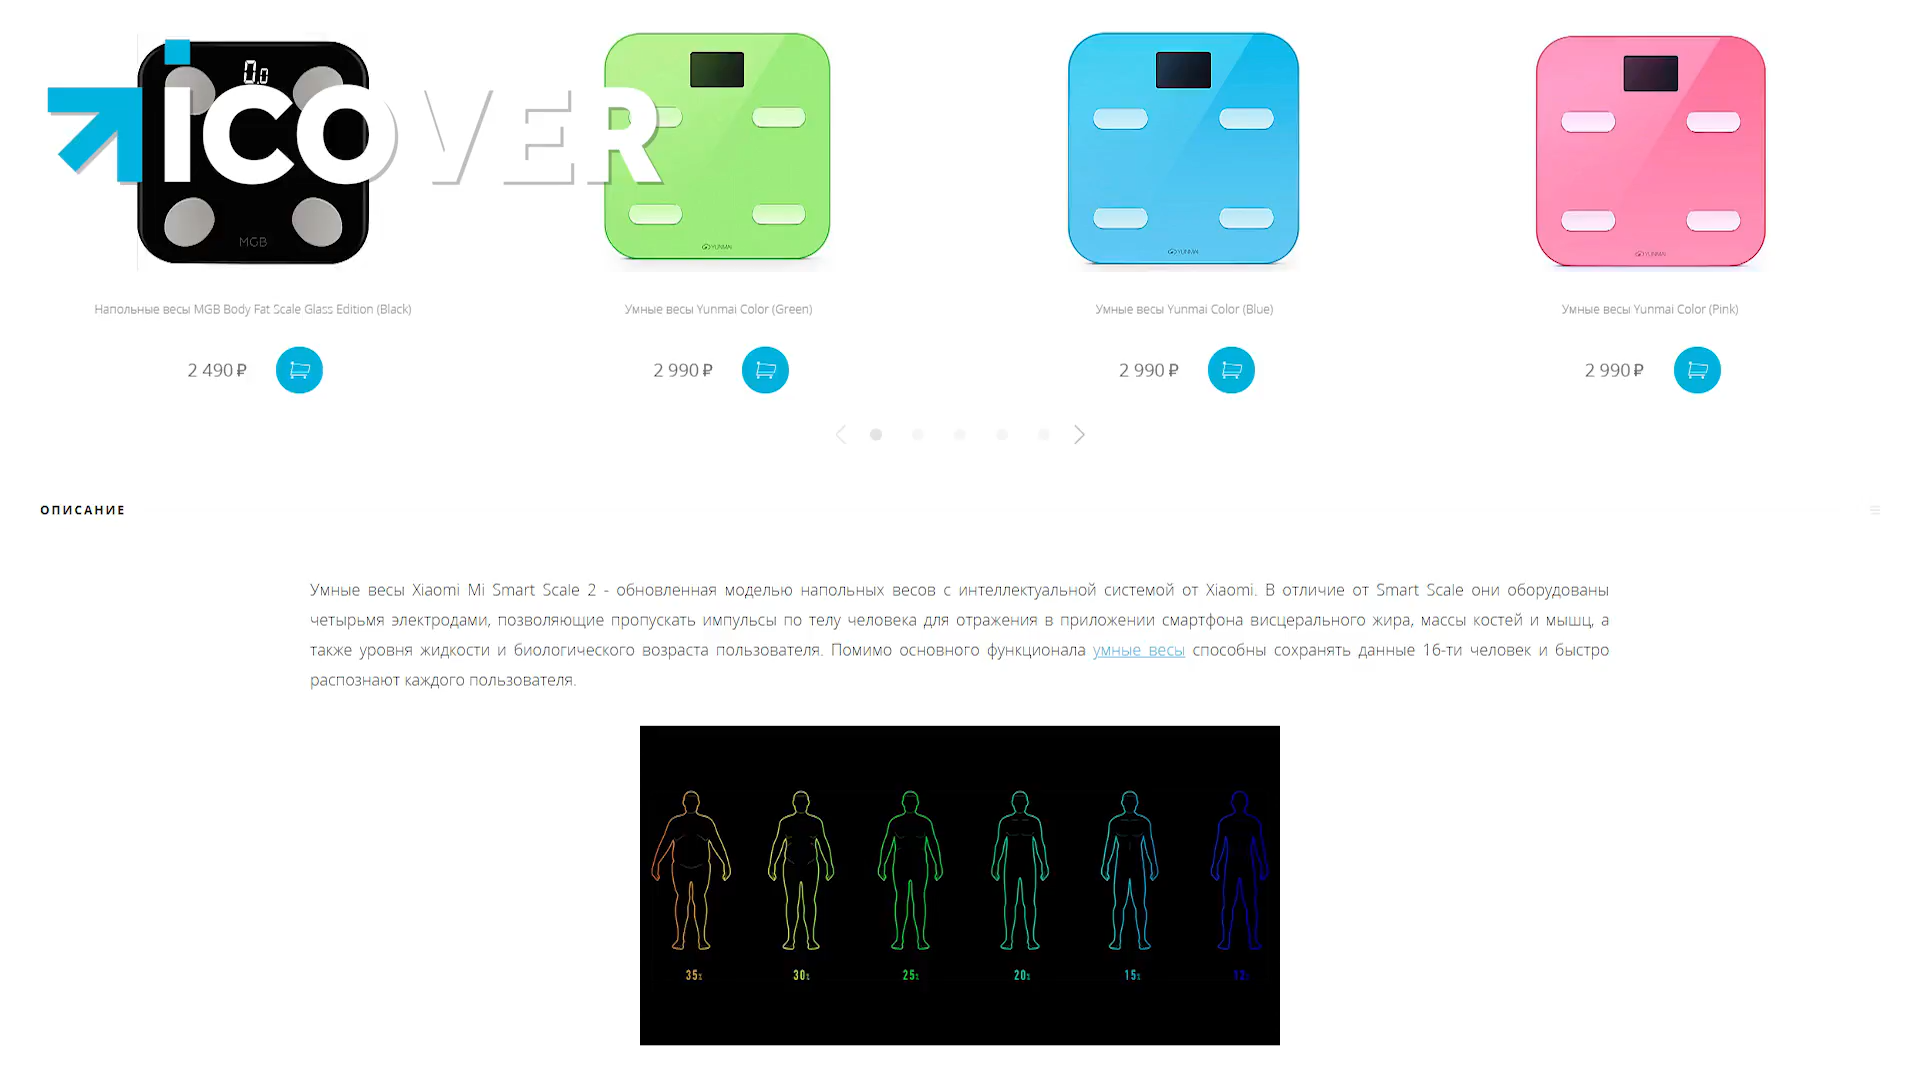 0.0
iCOVER
MGB
YUNMAI
YUNMAI
YUNMAI
Напольные весы MGB Body Fat Scale Glass Edition (Black)
Умные весы Yunmai Color (Green)
Умные весы Yunmai Color (Blue)
Умные весы Yunmai Color (Pink)
2 490 ₽
2 990 ₽
2 990 ₽
2 990 ₽
ОПИСАНИЕ
Умные весы Xiaomi Mi Smart Scale 2 - обновленная моделью напольных весов с интеллектуальной системой от Xiaomi. В отличие от Smart Scale они оборудованы
четырьмя электродами, позволяющие пропускать импульсы по телу человека для отражения в приложении смартфона висцерального жира, массы костей и мышц, а
также уровня жидкости и биологического возраста пользователя. Помимо основного функционала умные весы способны сохранять данные 16-ти человек и быстро
распознают каждого пользователя.
35% 30% 25% 20% 15% 12%